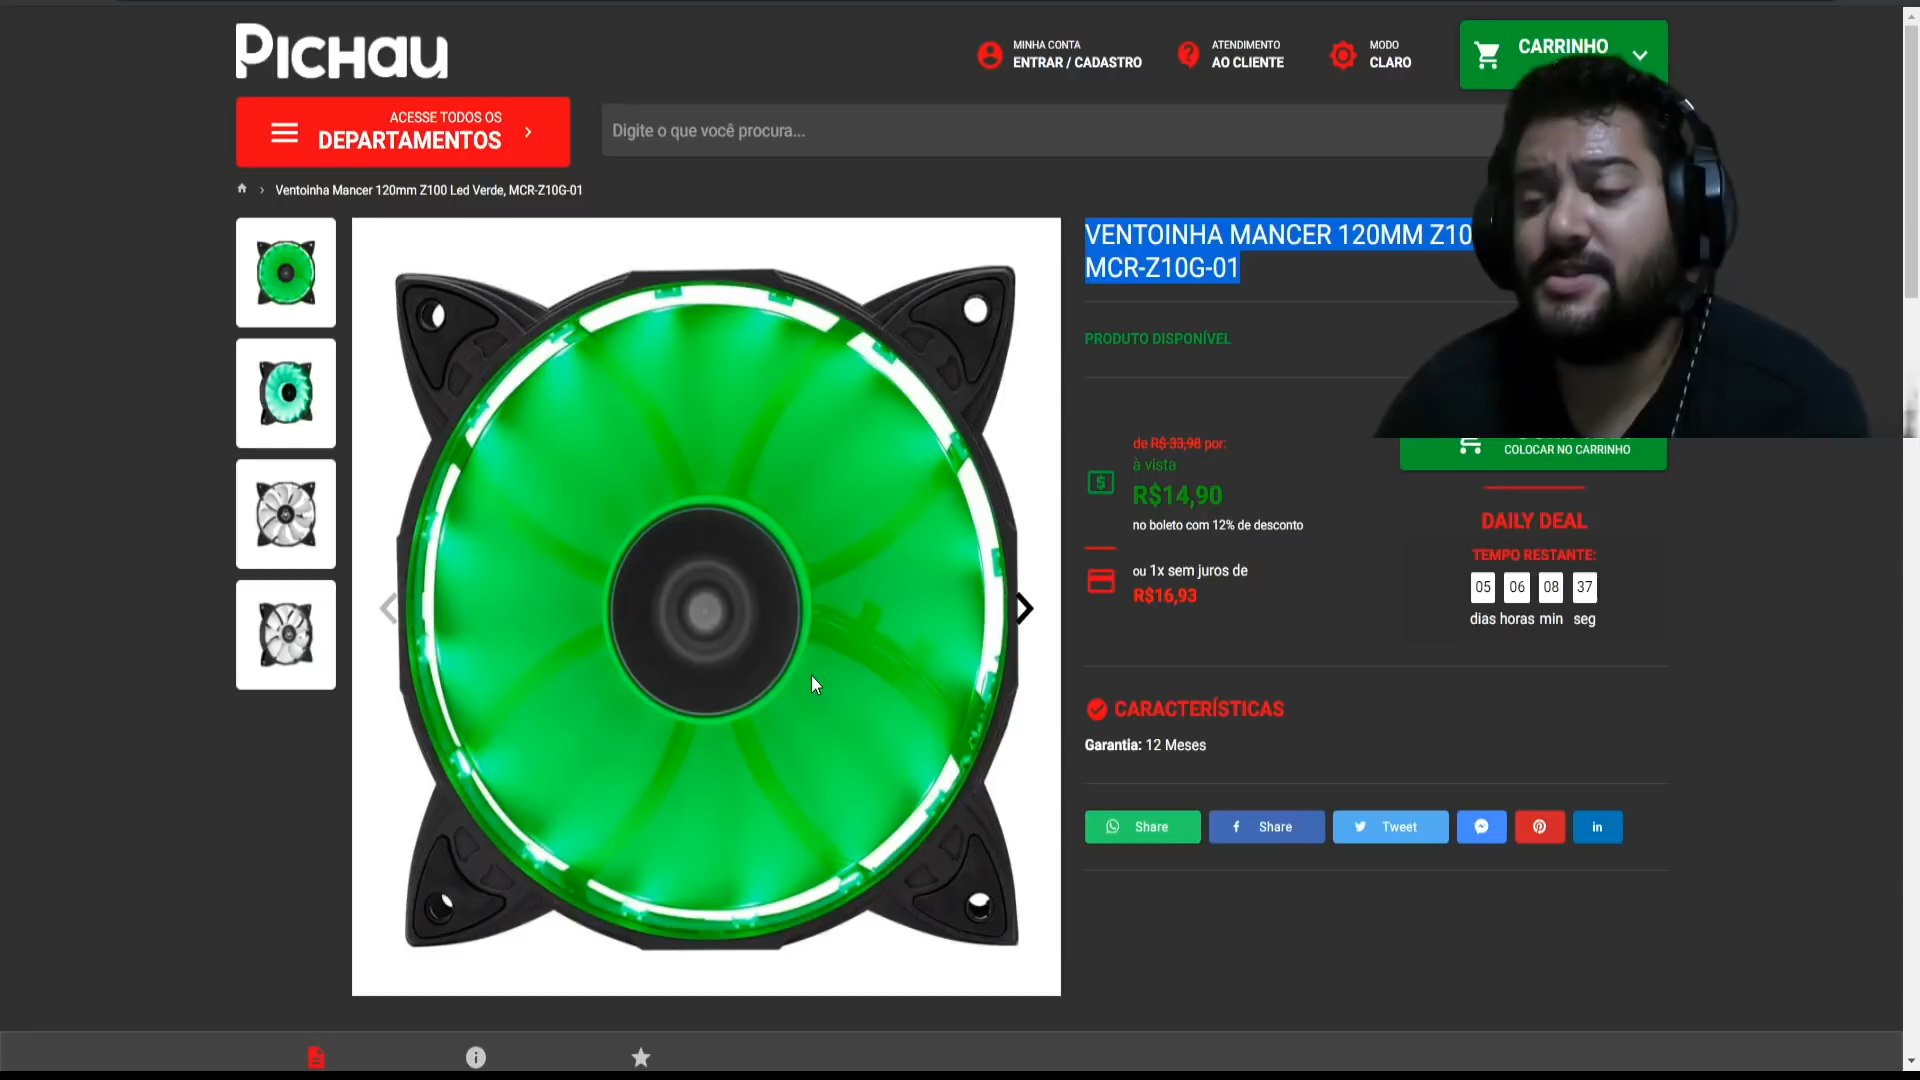 PICHAU
MINHA CONTA
ENTRAR / CADASTRO
ATENDIMENTO
AO CLIENTE
MODO
CLARO
CARRINHO
ACESSE TODOS OS
DEPARTAMENTOS
Digite o que você procura...
Ventoinha Mancer 120mm Z100 Led Verde, MCR-Z10G-01
VENTOINHA MANCER 120MM Z10
MCR-Z10G-01
PRODUTO DISPONÍVEL
de R$ 33,98 por:
à vista
R$14,90
no boleto com 12% de desconto
ou 1x sem juros de
R$16,93
COLOCAR NO CARRINHO
DAILY DEAL
TEMPO RESTANTE:
05 06 08 37
dias horas min seg
CARACTERÍSTICAS
Garantia: 12 Meses
Share
Share
Tweet
in